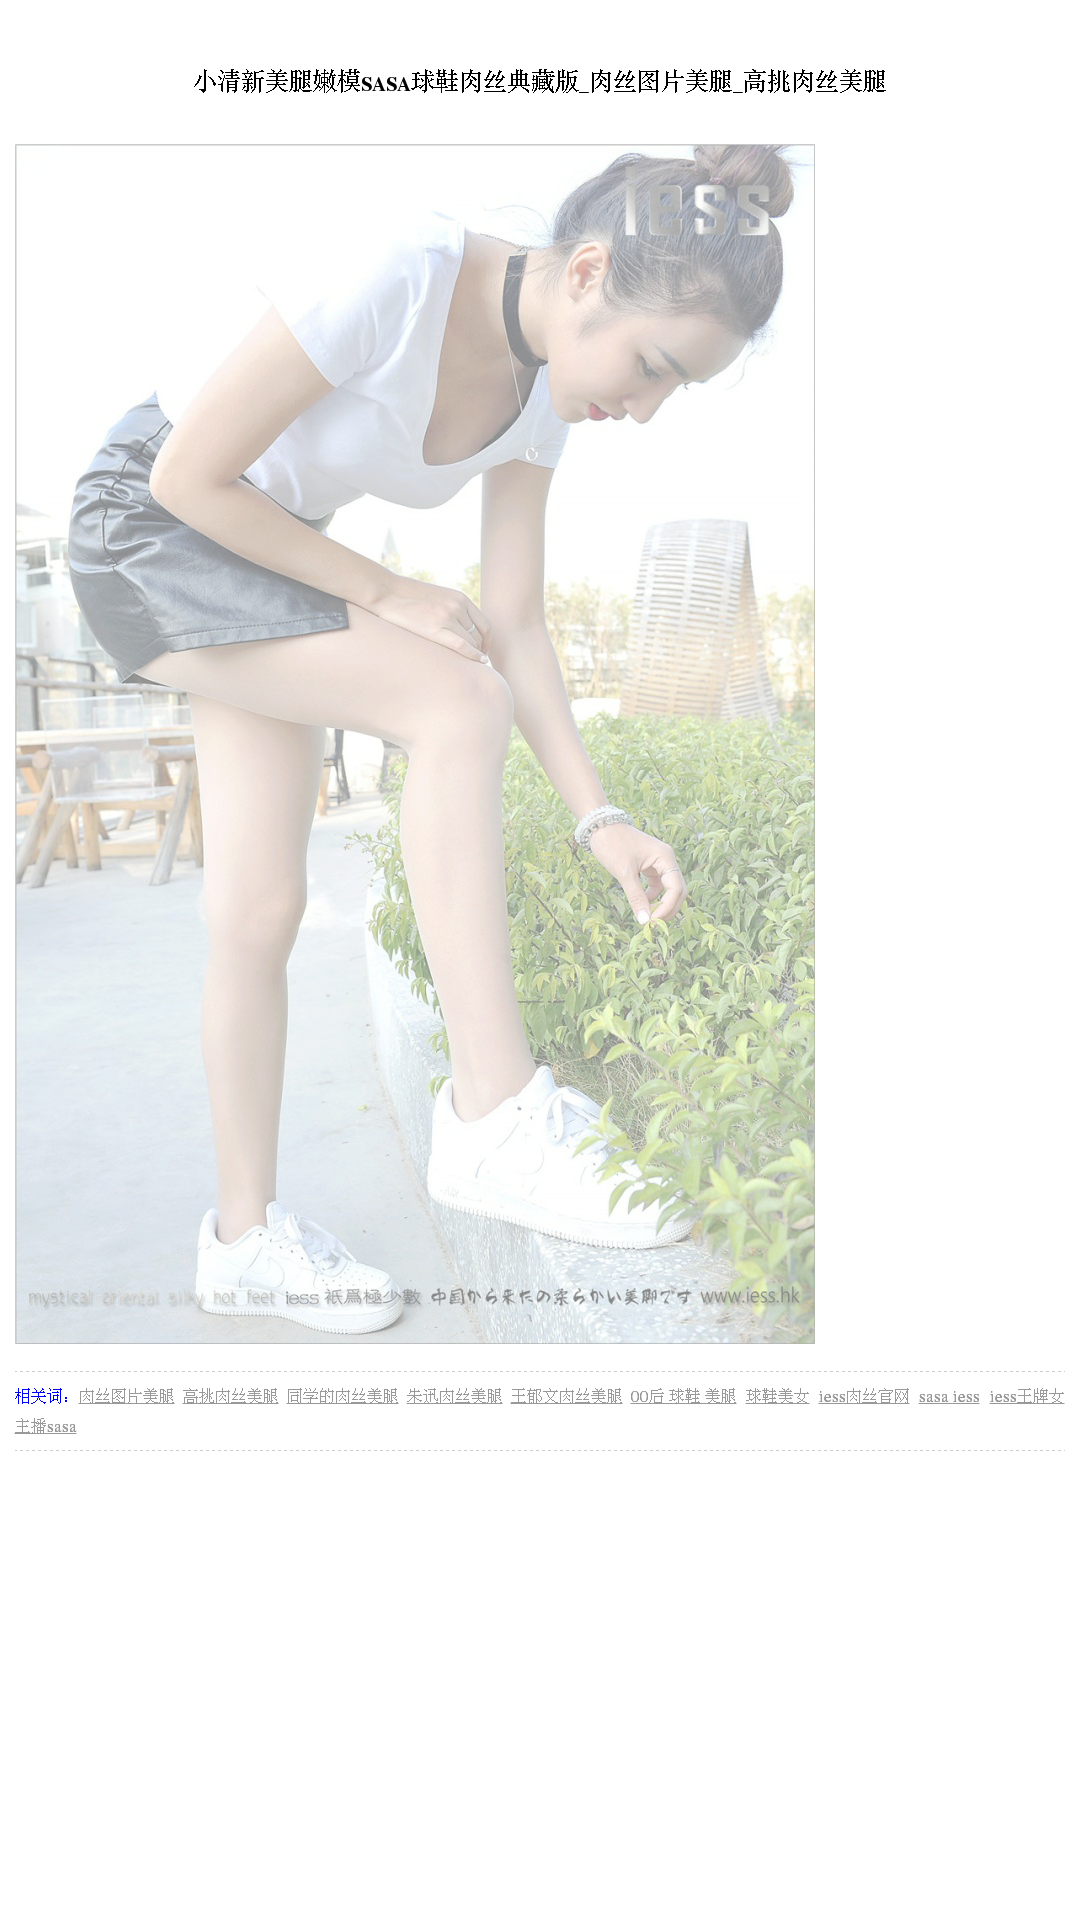 小清新美腿嫩模SASA球鞋肉丝典藏版_肉丝图片美腿_高挑肉丝美腿
iess
mystical oriental silky hot feet iess 衹爲極少數 中国から来たの柔らかい美脚です www.iess.hk
相关词：肉丝图片美腿 高挑肉丝美腿 同学的肉丝美腿 朱迅肉丝美腿 王郁文肉丝美腿 00后 球鞋 美腿 球鞋美女 iess肉丝官网 sasa iess iess王牌女
主播sasa